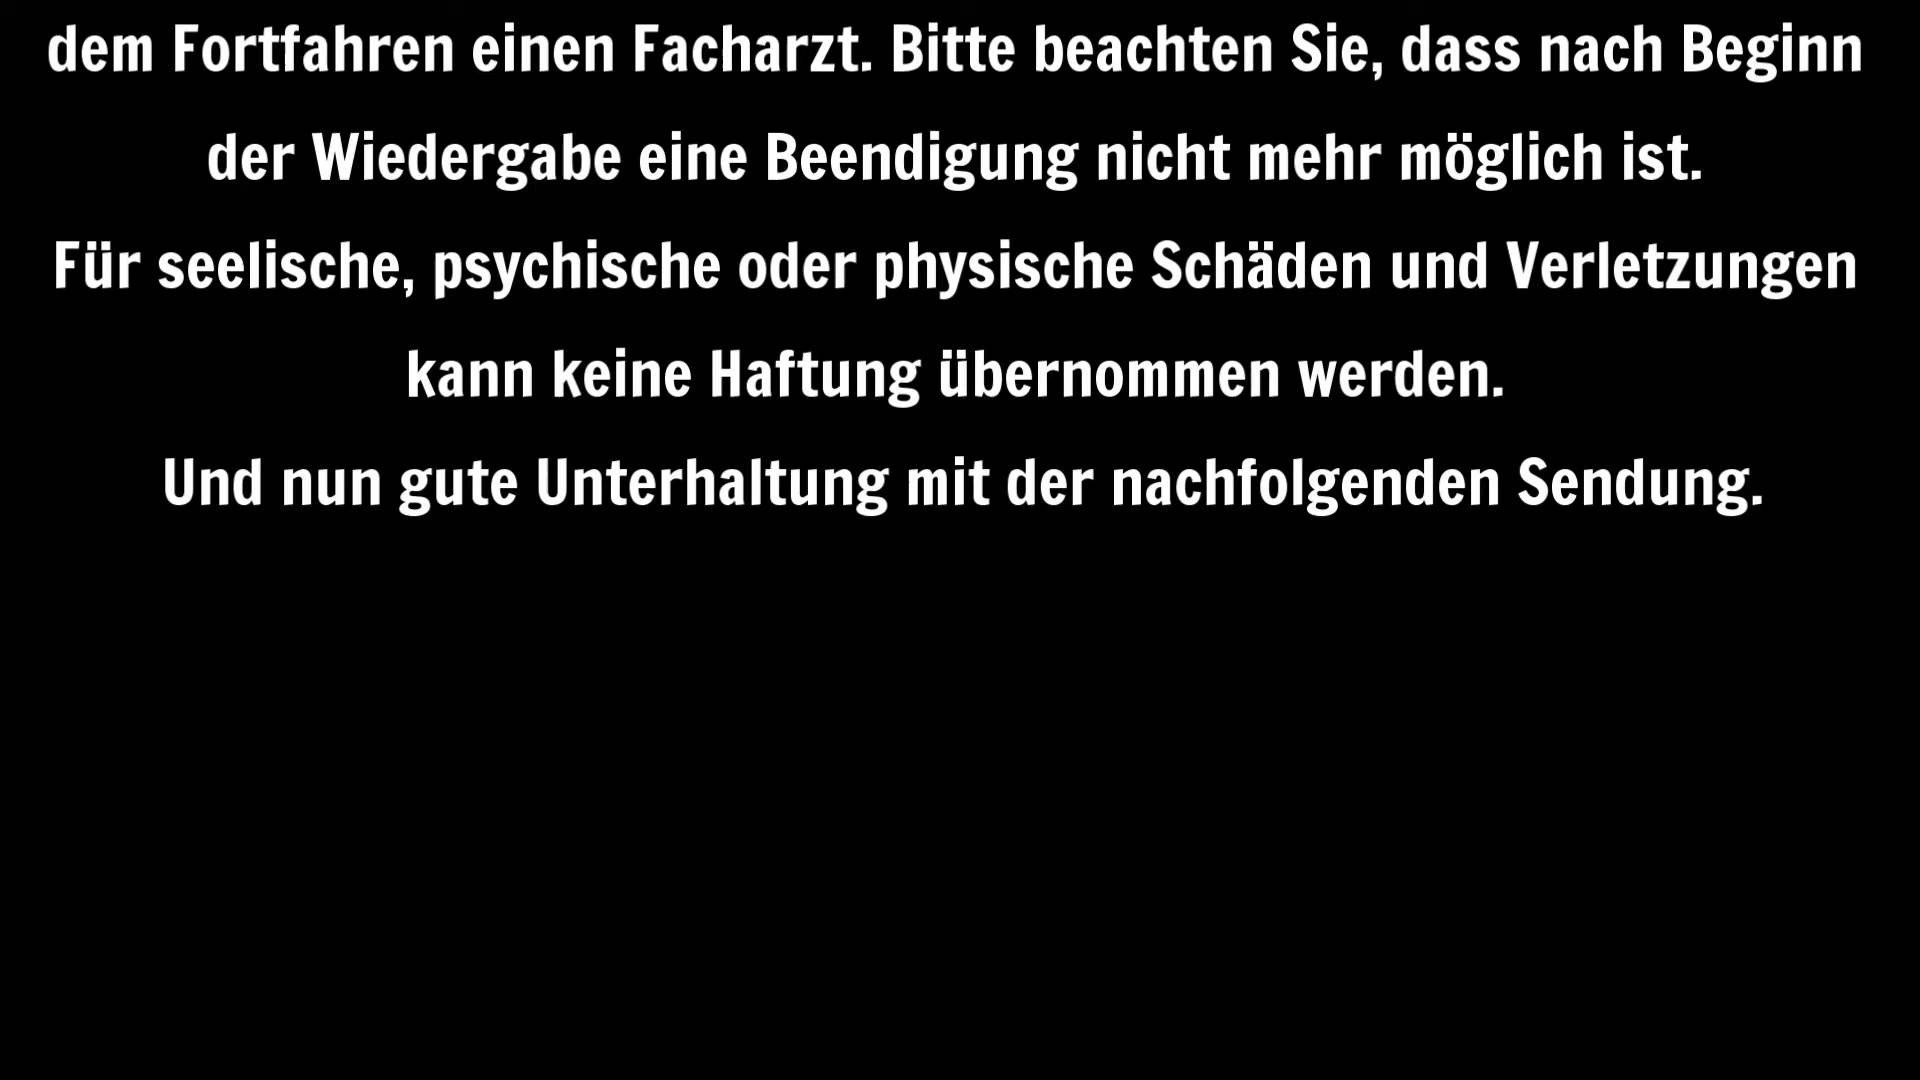 dem Fortfahren einen Facharzt. Bitte beachten Sie, dass nach Beginn
der Wiedergabe eine Beendigung nicht mehr möglich ist.
Für seelische, psychische oder physische Schäden und Verletzungen
kann keine Haftung übernommen werden.
Und nun gute Unterhaltung mit der nachfolgenden Sendung.